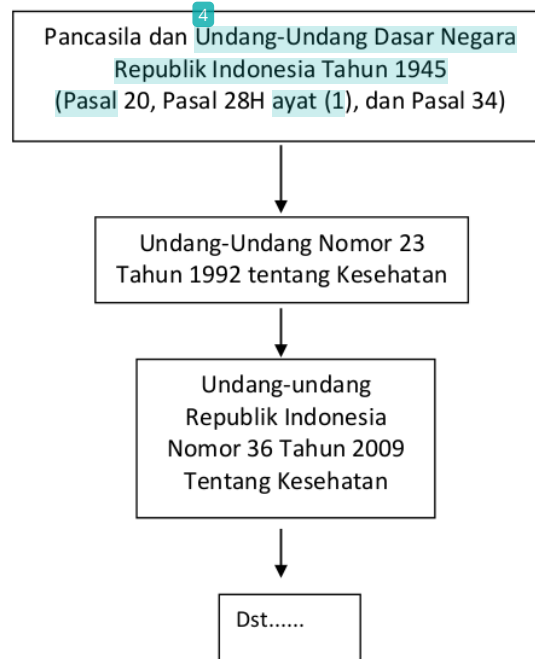 4
Pancasila dan Undang-Undang Dasar Negara
Republik Indonesia Tahun 1945
(Pasal 20, Pasal 28H ayat (1), dan Pasal 34)
Undang-Undang Nomor 23
Tahun 1992 tentang Kesehatan
Undang-undang
Republik Indonesia
Nomor 36 Tahun 2009
Tentang Kesehatan
Dst......